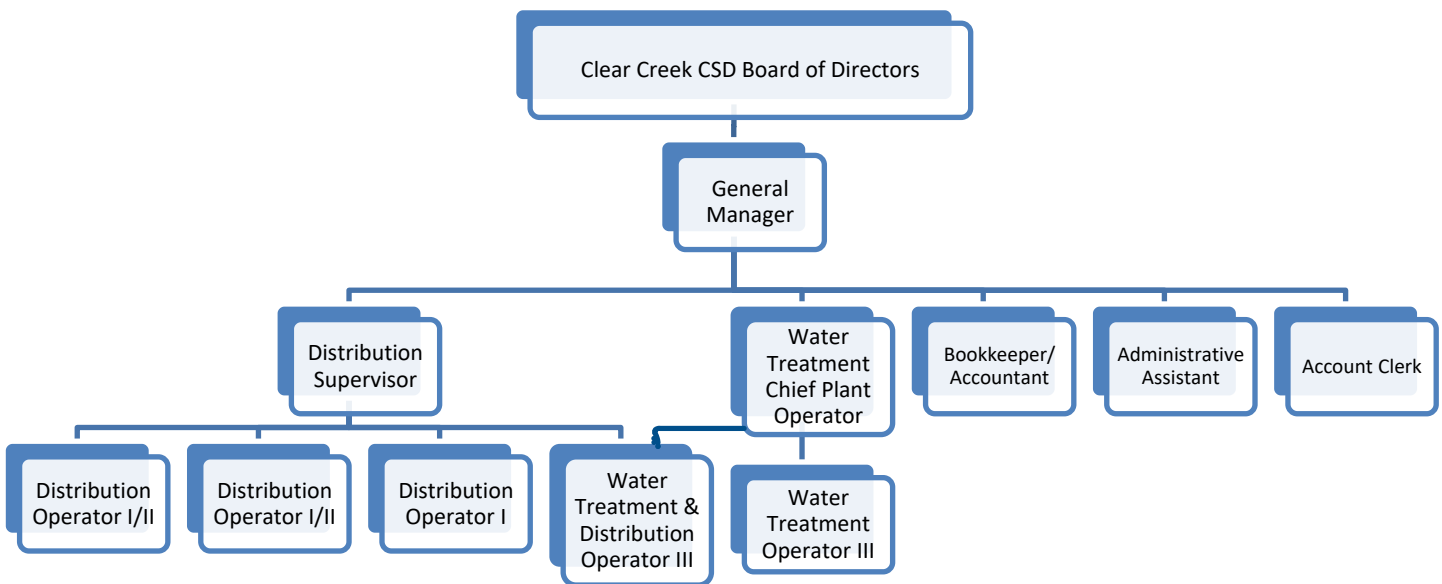 Clear Creek CSD Board of Directors
General
Manager
Distribution
Supervisor
Water
Treatment
Chief Plant
Operator
Bookkeeper/
Accountant
Administrative
Assistant
Account Clerk
Distribution
Operator I/II
Distribution
Operator I/II
Distribution
Operator I
Water
Treatment &
Distribution
Operator III
Water
Treatment
Operator III